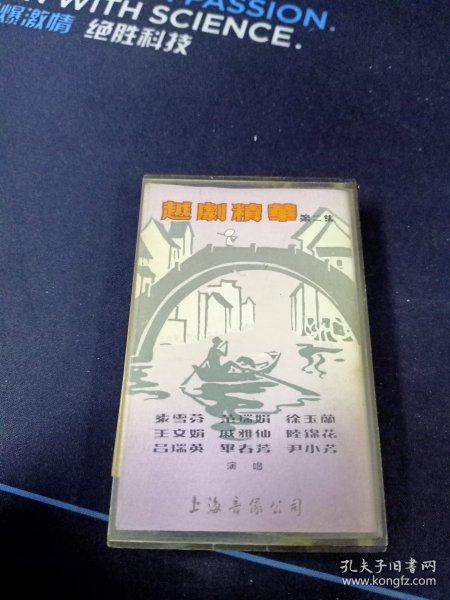 PASSION.
WITH SCIENCE.
爆激情 绝胜科技
越劇精華 第二集
袁雪芬 范瑞娟 徐玉蘭
王文娟 戚雅仙 陸錦花
呂瑞英 畢春芳 尹小芳
演唱
上海音像公司
孔夫子旧书网
www.kongfz.com